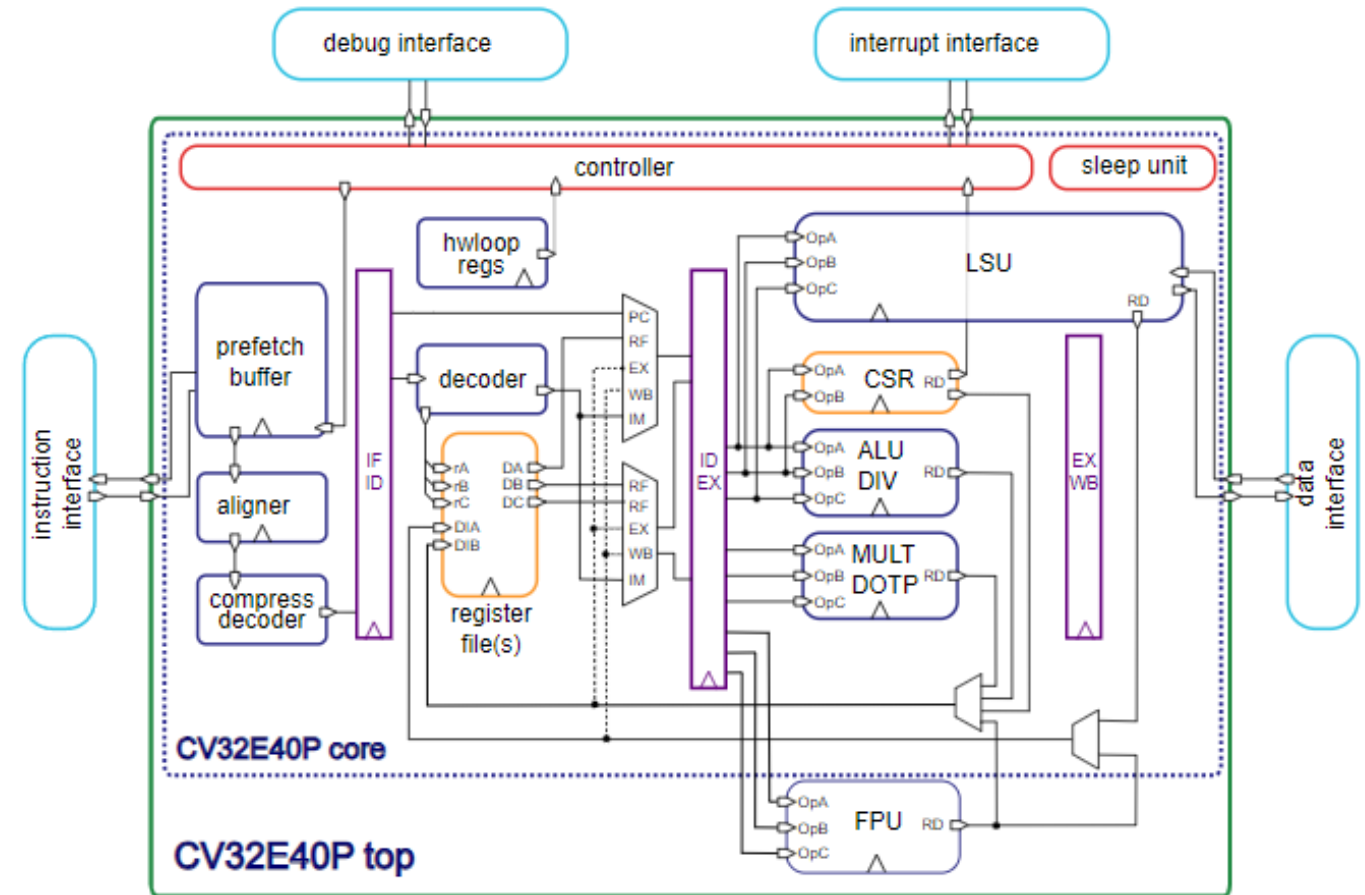 debug interface
interrupt interface
controller
sleep unit
hwloop
regs
OpA
OpB
OpC
LSU
RD
prefetch
buffer
instruction
interface
IF
ID
decoder
PC
RF
EX
WB
IM
ID
EX
OpA
OpB
CSR
RD
EX
WB
data
interface
rA
rB
rC
DIA
DIB
DA
DB
DC
register
file(s)
RF
RF
EX
WB
IM
OpA
OpB
OpC
ALU
DIV
RD
aligner
OpA
OpB
OpC
MULT
DOTP
RD
compress
decoder
CV32E40P core
OpA
OpB
OpC
FPU
RD
CV32E40P top